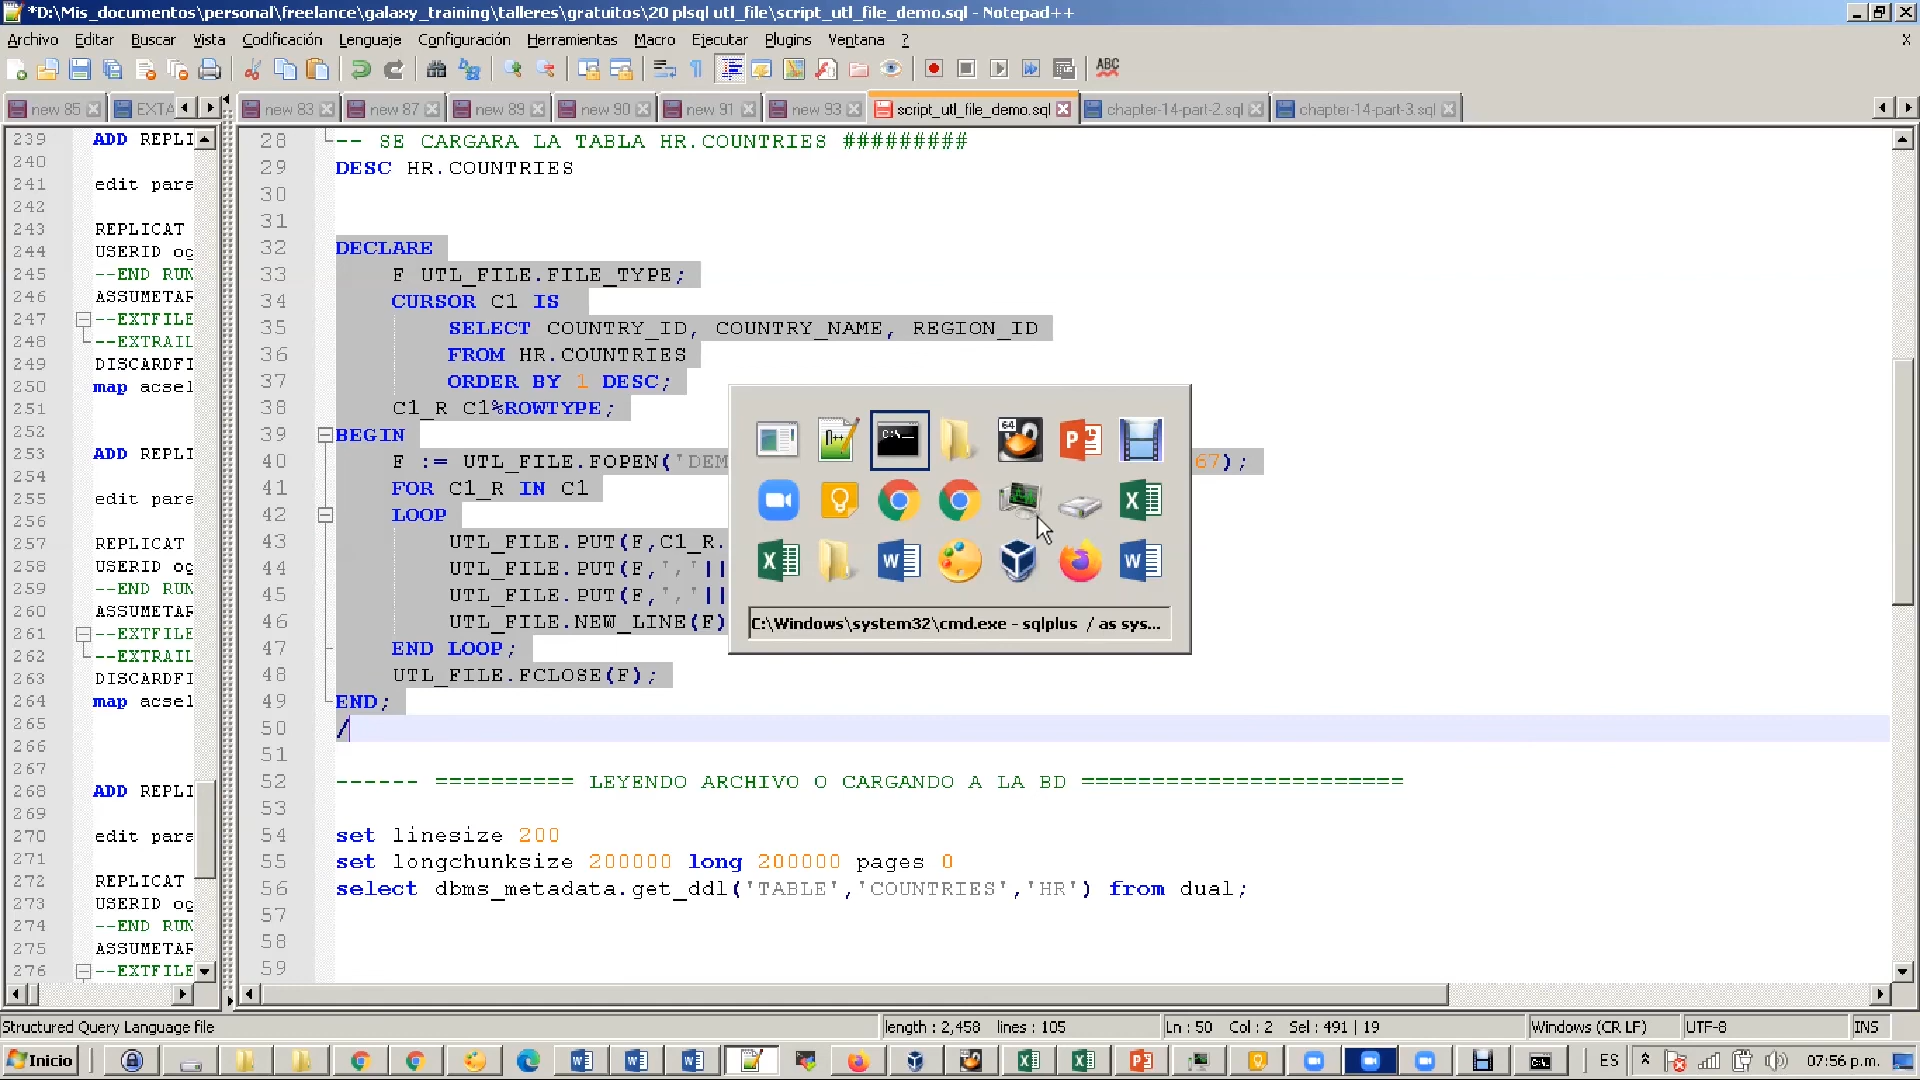 *D:\Mis_documentos\personal\freelance\galaxy_training\talleres\gratuitos\20 plsql utl_file\script_utl_file_demo.sql - Notepad++
Archivo Editar Buscar Vista Codificación Lenguaje Configuración Herramientas Macro Ejecutar Plugins Ventana ? X
ABC
new 85 EXTA new 83 new 87 new 89 new 90 new 91 new 93 script_utl_file_demo.sql chapter-14-part-2.sql chapter-14-part-3.sql
239 ADD REPLI
240
241 edit para
242
243 REPLICAT
244 USERID og
245 --END RUN
246 ASSUMETAR
247 --EXTFILE
248 --EXTRAIL
249 DISCARDFI
250 map acsel
251
252
253 ADD REPLI
254
255 edit para
256
257 REPLICAT
258 USERID og
259 --END RUN
260 ASSUMETAR
261 --EXTFILE
262 --EXTRAIL
263 DISCARDFI
264 map acsel
265
266
267
268 ADD REPLI
269
270 edit para
271
272 REPLICAT
273 USERID og
274 --END RUN
275 ASSUMETAR
276 --EXTFILE
28 -- SE CARGARA LA TABLA HR.COUNTRIES #########
29 DESC HR.COUNTRIES
30
31
32 DECLARE
33 F UTL_FILE.FILE_TYPE;
34 CURSOR C1 IS
35 SELECT COUNTRY_ID, COUNTRY_NAME, REGION_ID
36 FROM HR.COUNTRIES
37 ORDER BY 1 DESC;
38 C1_R C1%ROWTYPE;
39 BEGIN
40 F := UTL_FILE.FOPEN('DEM 67);
41 FOR C1_R IN C1
42 LOOP
43 UTL_FILE.PUT(F,C1_R.
44 UTL_FILE.PUT(F,','||
45 UTL_FILE.PUT(F,','||
46 UTL_FILE.NEW_LINE(F)
47 END LOOP;
48 UTL_FILE.FCLOSE(F);
49 END;
50 /
51
52 ------ ========== LEYENDO ARCHIVO O CARGANDO A LA BD =======================
53
54 set linesize 200
55 set longchunksize 200000 long 200000 pages 0
56 select dbms_metadata.get_ddl('TABLE','COUNTRIES','HR') from dual;
57
58
59
C:\Windows\system32\cmd.exe - sqlplus / as sys...
Structured Query Language file length : 2,458 lines : 105 Ln : 50 Col : 2 Sel : 491 | 19 Windows (CR LF) UTF-8 INS
Inicio ES 07:56 p.m.